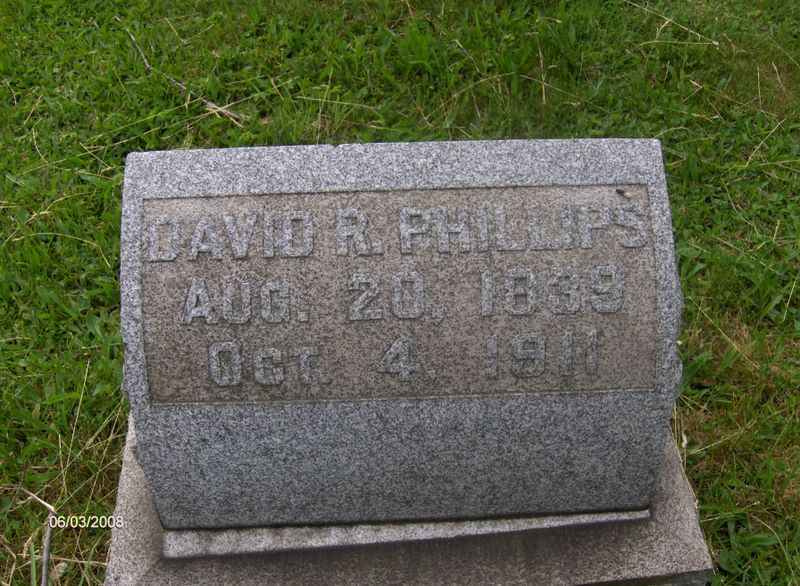 DAVID R. PHILLIPS
AUG. 20, 1839
OCT. 4, 1911
06/03/2008